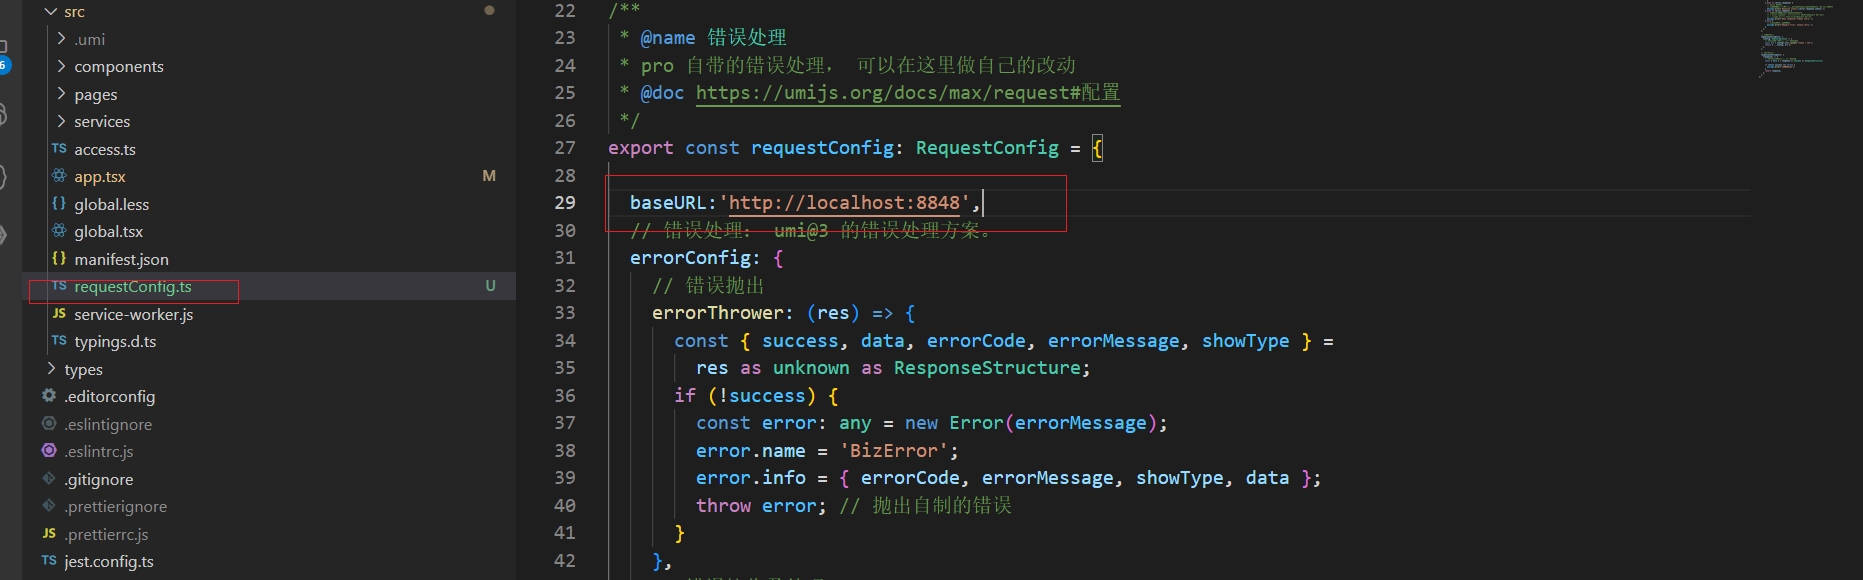 src
.umi
components
pages
services
TS access.ts
app.tsx M
{} global.less
global.tsx
{} manifest.json
TS requestConfig.ts U
JS service-worker.js
TS typings.d.ts
types
.editorconfig
.eslintignore
.eslintrc.js
.gitignore
.prettierignore
JS .prettierrc.js
TS jest.config.ts
6
22 /**
23 * @name 错误处理
24 * pro 自带的错误处理， 可以在这里做自己的改动
25 * @doc https://umijs.org/docs/max/request#配置
26 */
27 export const requestConfig: RequestConfig = {
28
29 baseURL:'http://localhost:8848',
30 // 错误处理： umi@3 的错误处理方案。
31 errorConfig: {
32 // 错误抛出
33 errorThrower: (res) => {
34 const { success, data, errorCode, errorMessage, showType } =
35 res as unknown as ResponseStructure;
36 if (!success) {
37 const error: any = new Error(errorMessage);
38 error.name = 'BizError';
39 error.info = { errorCode, errorMessage, showType, data };
40 throw error; // 抛出自制的错误
41 }
42 },